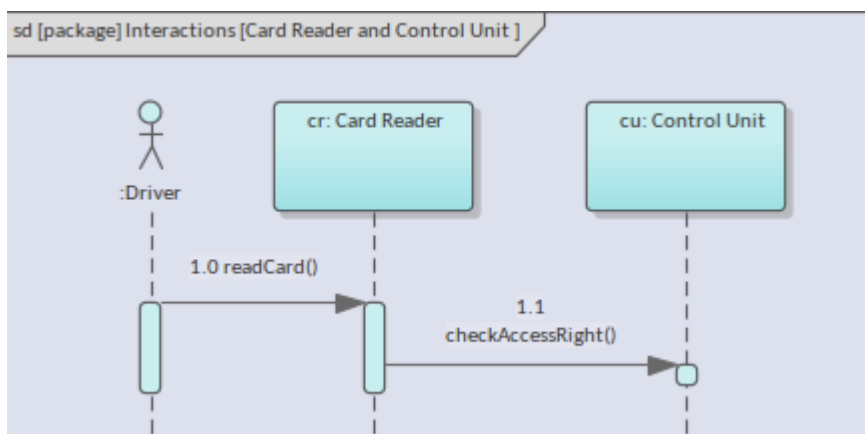 sd [package] Interactions [Card Reader and Control Unit ]
cr: Card Reader
cu: Control Unit
:Driver
1.0 readCard()
1.1
checkAccessRight()